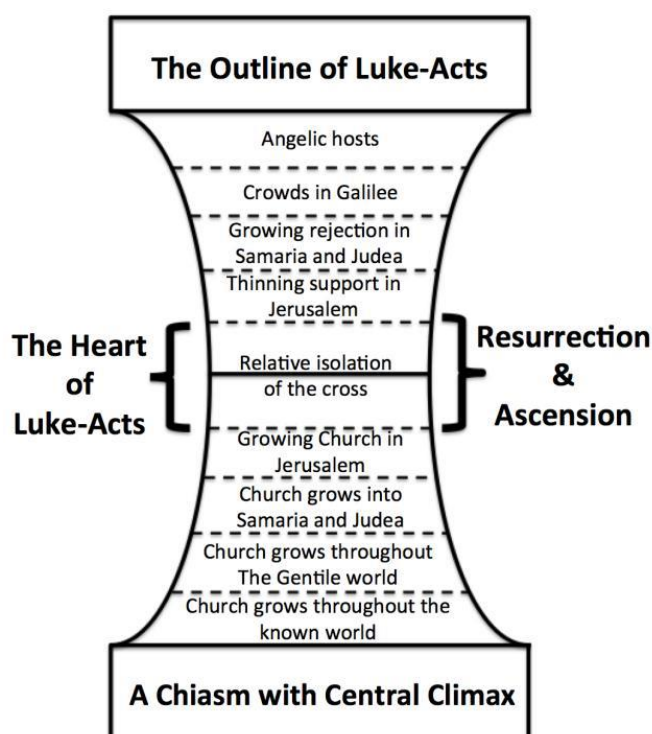 The Outline of Luke-Acts
Angelic hosts
Crowds in Galilee
Growing rejection in
Samaria and Judea
Thinning support in
Jerusalem
The Heart
of
Luke-Acts
Relative isolation
of the cross
Resurrection
&
Ascension
Growing Church in
Jerusalem
Church grows into
Samaria and Judea
Church grows throughout
The Gentile world
Church grows throughout the
known world
A Chiasm with Central Climax